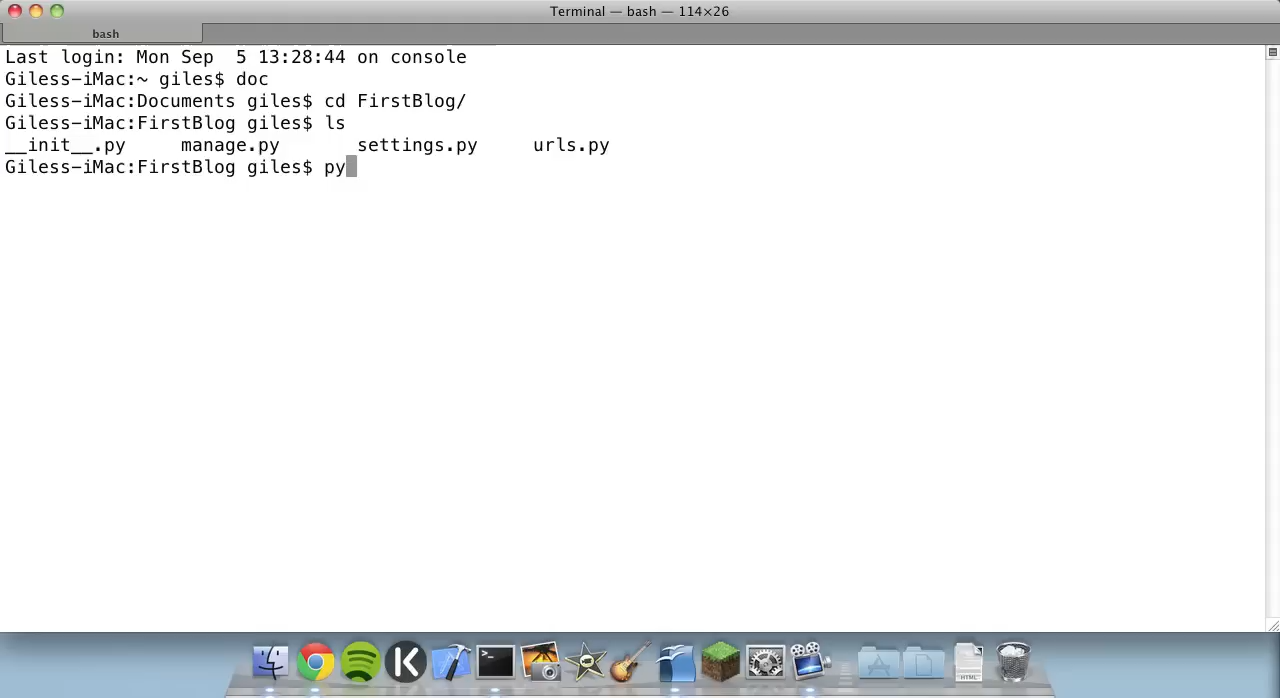 Terminal — bash — 114×26
bash
Last login: Mon Sep  5 13:28:44 on console
Giless-iMac:~ giles$ doc
Giless-iMac:Documents giles$ cd FirstBlog/
Giless-iMac:FirstBlog giles$ ls
__init__.py     manage.py       settings.py     urls.py
Giless-iMac:FirstBlog giles$ py
HTML